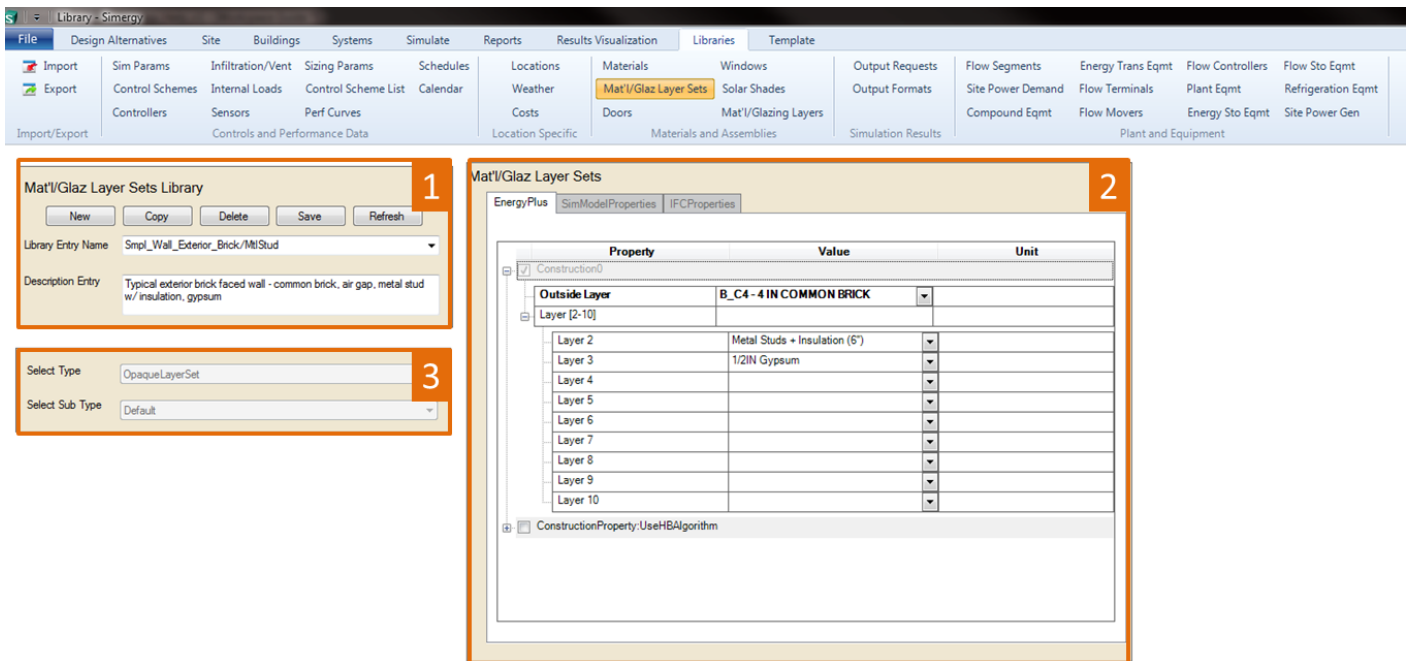 Library - Simergy
File Design Alternatives Site Buildings Systems Simulate Reports Results Visualization Libraries Template
Import Sim Params Infiltration/Vent Sizing Params Schedules Locations Materials Windows Output Requests Flow Segments Energy Trans Eqmt Flow Controllers Flow Sto Eqmt
Export Control Schemes Internal Loads Control Scheme List Calendar Weather Mat'l/Glaz Layer Sets Solar Shades Output Formats Site Power Demand Flow Terminals Plant Eqmt Refrigeration Eqmt
Controllers Sensors Perf Curves Costs Doors Mat'l/Glazing Layers Compound Eqmt Flow Movers Energy Sto Eqmt Site Power Gen
Import/Export Controls and Performance Data Location Specific Materials and Assemblies Simulation Results Plant and Equipment
1
Mat'l/Glaz Layer Sets Library
New Copy Delete Save Refresh
Library Entry Name Smpl_Wall_Exterior_Brick/MtlStud
Description Entry Typical exterior brick faced wall - common brick, air gap, metal stud
w/ insulation, gypsum
3
Select Type OpaqueLayerSet
Select Sub Type Default
2
Mat'l/Glaz Layer Sets
EnergyPlus SimModelProperties IFCProperties
Property Value Unit
Construction0
Outside Layer B_C4 - 4 IN COMMON BRICK
Layer [2-10]
Layer 2 Metal Studs + Insulation (6")
Layer 3 1/2IN Gypsum
Layer 4
Layer 5
Layer 6
Layer 7
Layer 8
Layer 9
Layer 10
ConstructionProperty:UseHBAlgorithm